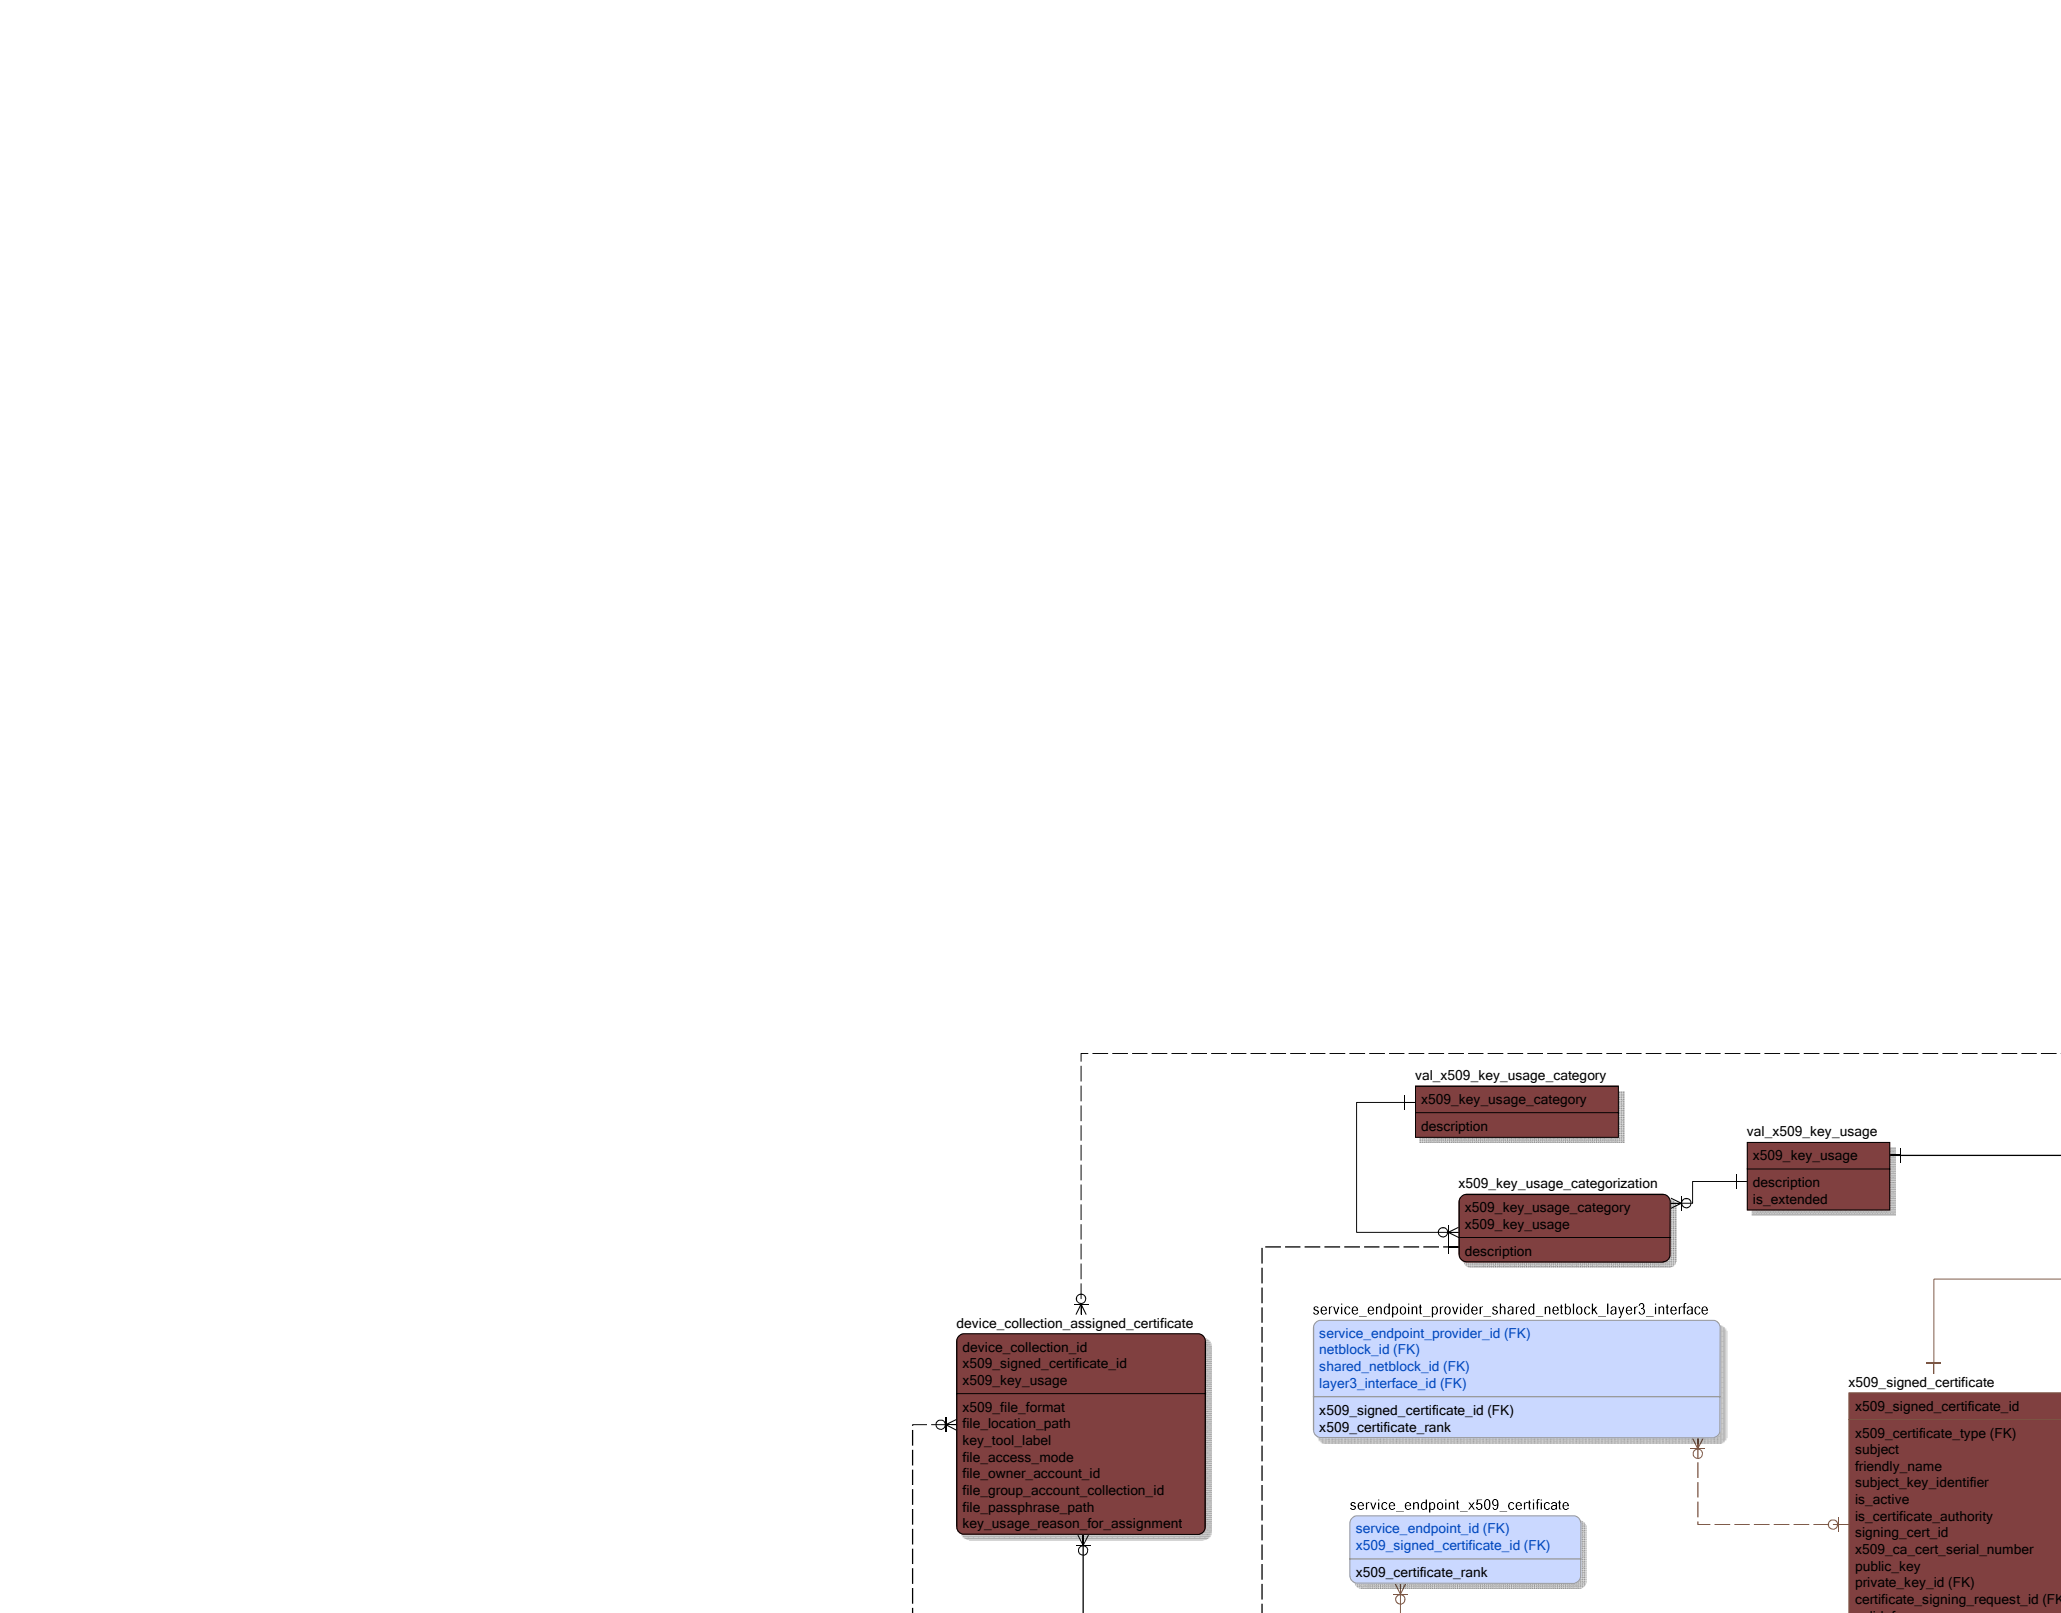 val_x509_key_usage_category
x509_key_usage_category
description
val_x509_key_usage
x509_key_usage
description
is_extended
x509_key_usage_categorization
x509_key_usage_category
x509_key_usage
description
service_endpoint_provider_shared_netblock_layer3_interface
service_endpoint_provider_id (FK)
netblock_id (FK)
shared_netblock_id (FK)
layer3_interface_id (FK)
x509_signed_certificate_id (FK)
x509_certificate_rank
device_collection_assigned_certificate
device_collection_id
x509_signed_certificate_id
x509_key_usage
x509_file_format
file_location_path
key_tool_label
file_access_mode
file_owner_account_id
file_group_account_collection_id
file_passphrase_path
key_usage_reason_for_assignment
x509_signed_certificate
x509_signed_certificate_id
x509_certificate_type (FK)
subject
friendly_name
subject_key_identifier
is_active
is_certificate_authority
signing_cert_id
x509_ca_cert_serial_number
public_key
private_key_id (FK)
certificate_signing_request_id (FK
service_endpoint_x509_certificate
service_endpoint_id (FK)
x509_signed_certificate_id (FK)
x509_certificate_rank